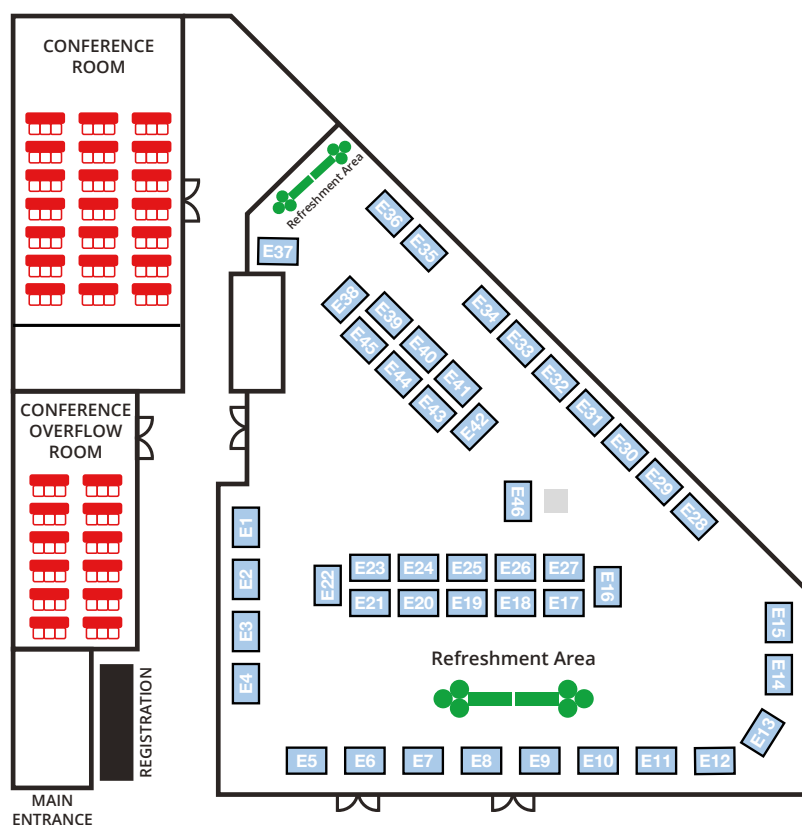 CONFERENCE
ROOM
Refreshment Area
E36
E35
E37
E38
E39
E34
E33
E45
E40
E32
E44
E41
E31
E43
E42
E30
CONFERENCE
OVERFLOW
ROOM
E29
E46
E28
E1
E2
E22
E23
E24
E25
E26
E27
E16
E21
E20
E19
E18
E17
E3
E15
Refreshment Area
E4
E14
REGISTRATION
E13
E5
E6
E7
E8
E9
E10
E11
E12
MAIN
ENTRANCE